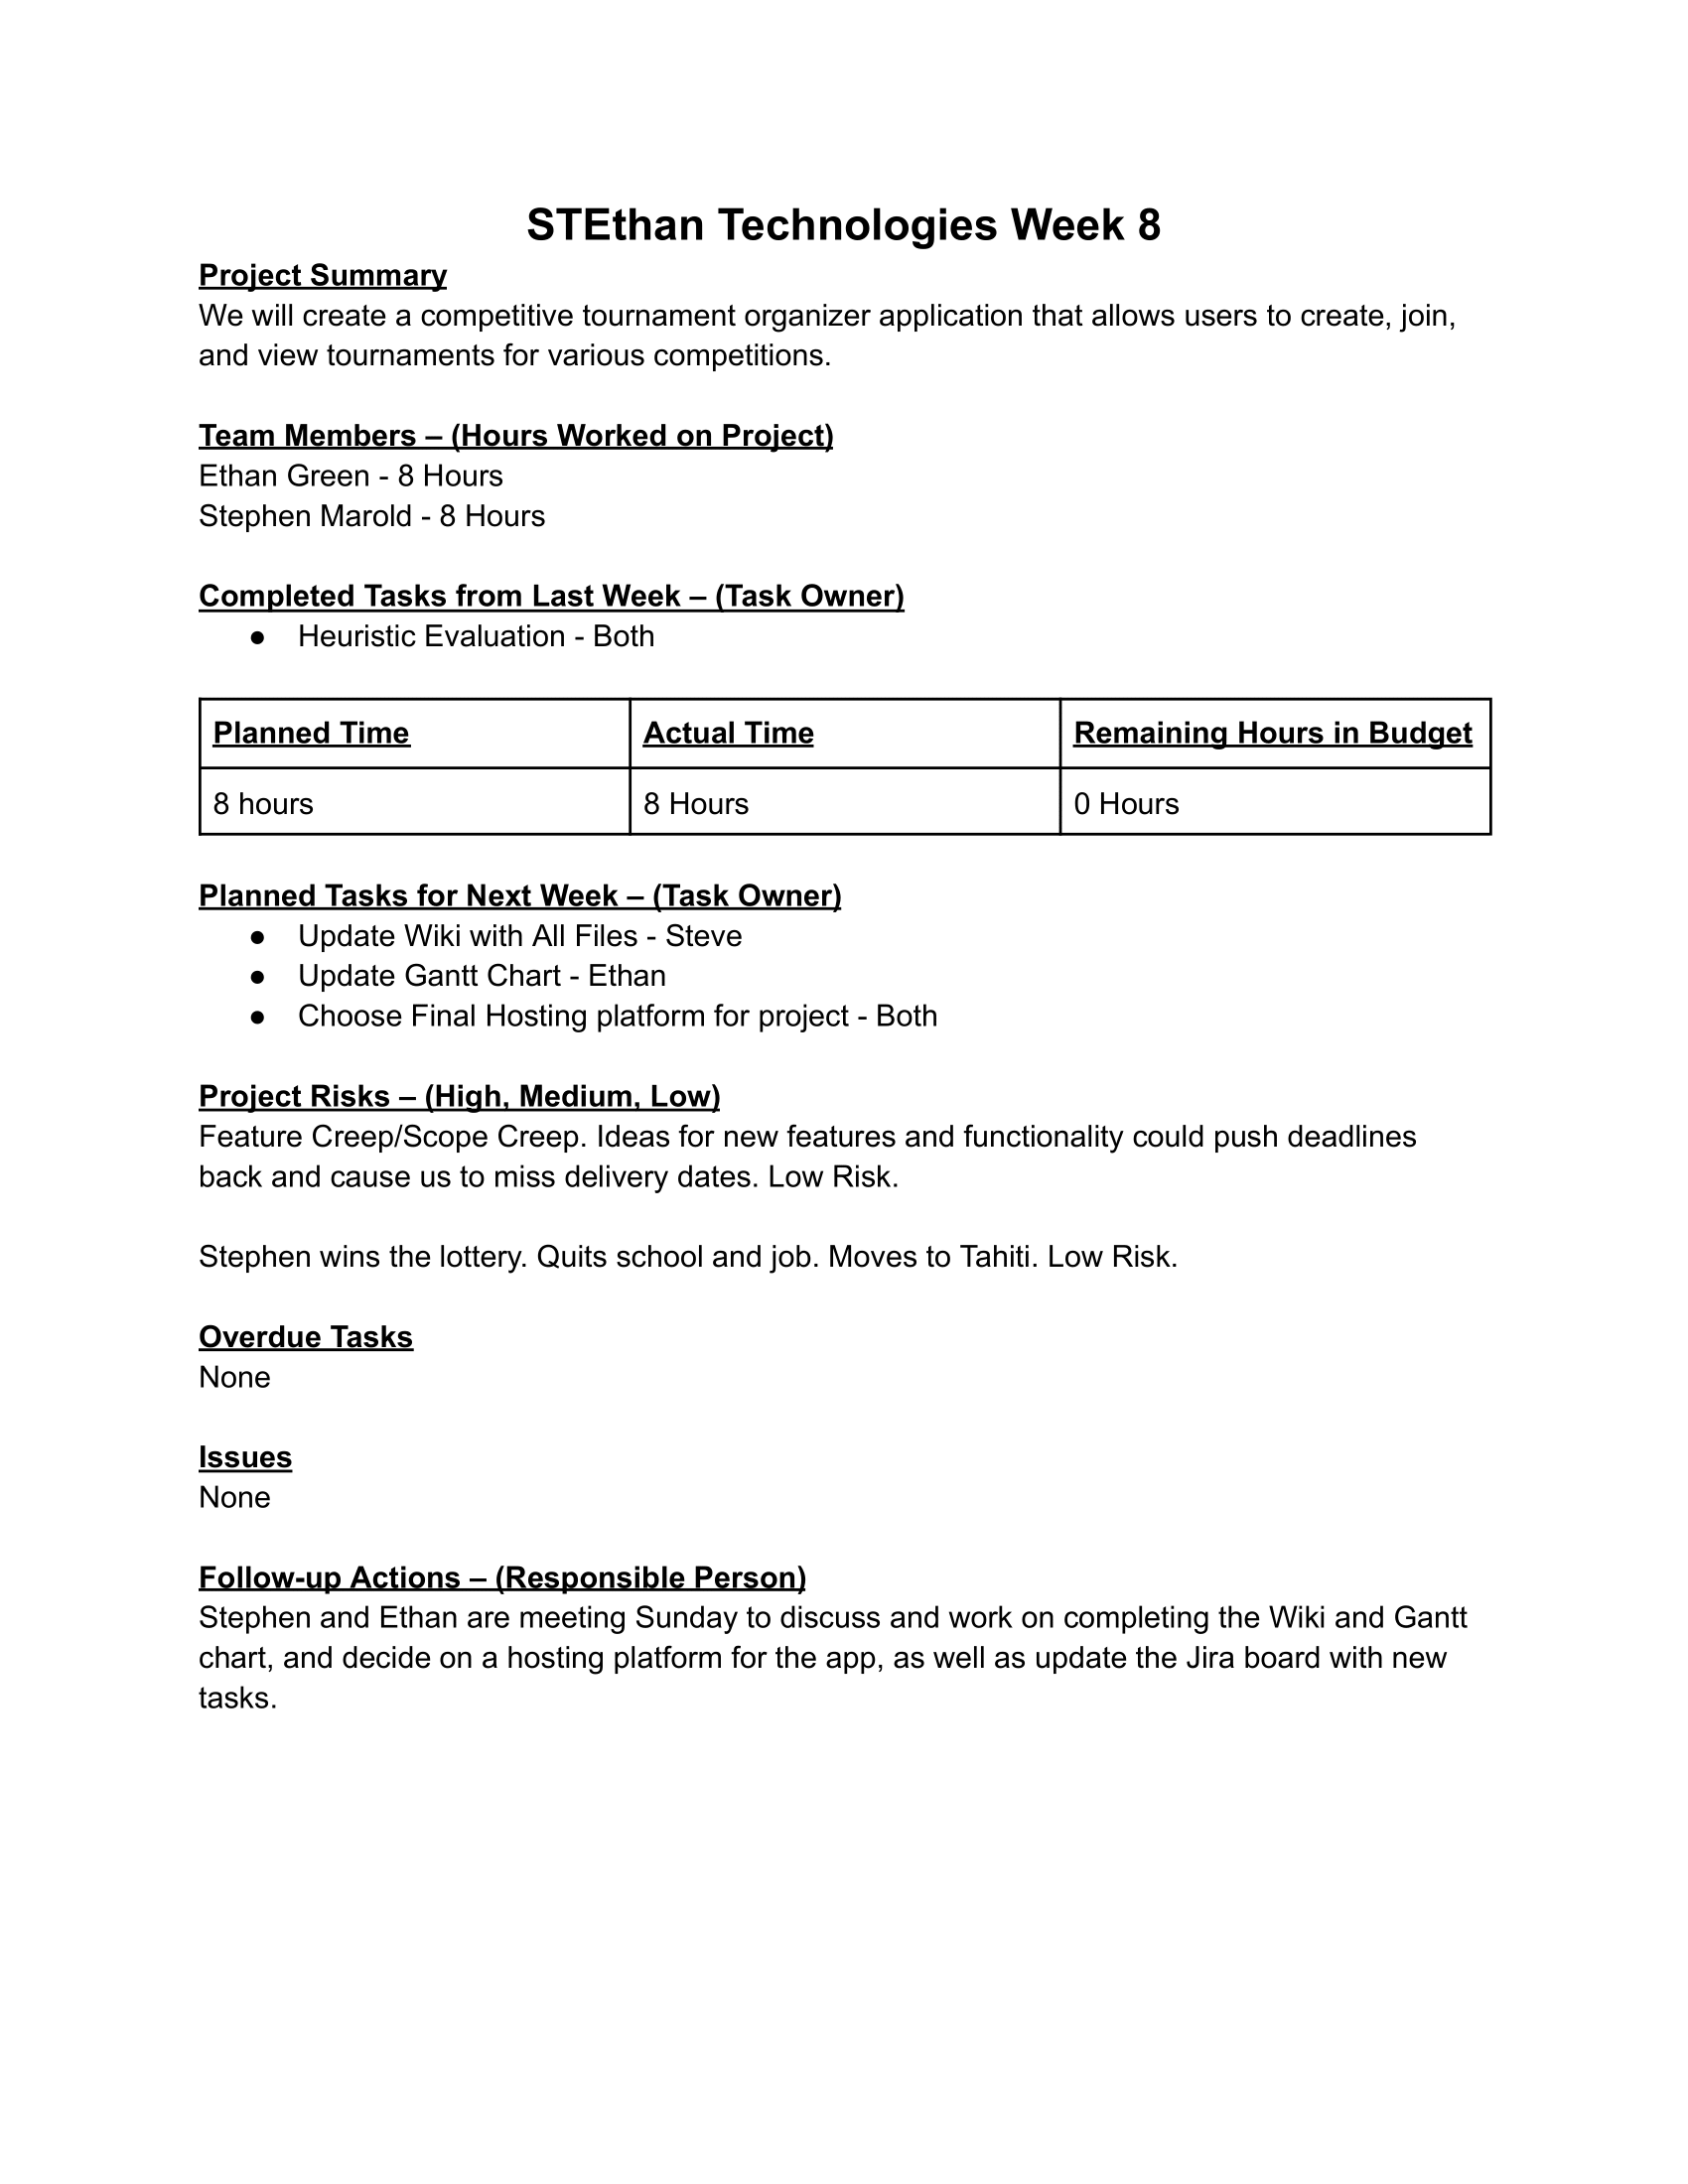 STEthan Technologies Week 8
Project Summary
We will create a competitive tournament organizer application that allows users to create, join,
and view tournaments for various competitions.
Team Members – (Hours Worked on Project)
Ethan Green - 8 Hours
Stephen Marold - 8 Hours
Completed Tasks from Last Week – (Task Owner)
● Heuristic Evaluation - Both
Planned Time Actual Time Remaining Hours in Budget
8 hours 8 Hours 0 Hours
Planned Tasks for Next Week – (Task Owner)
● Update Wiki with All Files - Steve
● Update Gantt Chart - Ethan
● Choose Final Hosting platform for project - Both
Project Risks – (High, Medium, Low)
Feature Creep/Scope Creep. Ideas for new features and functionality could push deadlines
back and cause us to miss delivery dates. Low Risk.
Stephen wins the lottery. Quits school and job. Moves to Tahiti. Low Risk.
Overdue Tasks
None
Issues
None
Follow-up Actions – (Responsible Person)
Stephen and Ethan are meeting Sunday to discuss and work on completing the Wiki and Gantt
chart, and decide on a hosting platform for the app, as well as update the Jira board with new
tasks.